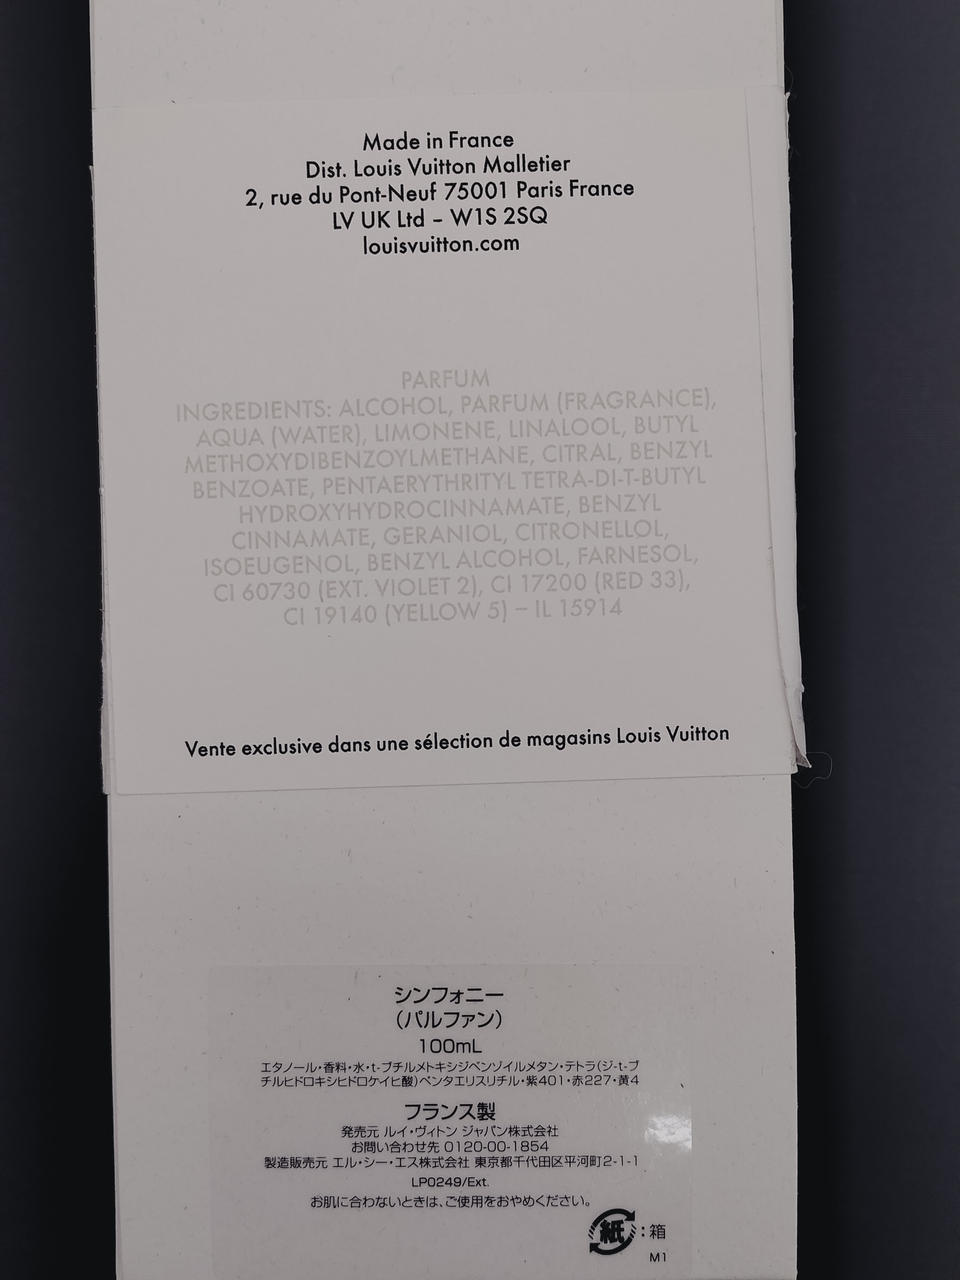 Made in France
Dist. Louis Vuitton Malletier
2, rue du Pont-Neuf 75001 Paris France
LV UK Ltd – W1S 2SQ
louisvuitton.com
PARFUM
INGREDIENTS: ALCOHOL, PARFUM (FRAGRANCE),
AQUA (WATER), LIMONENE, LINALOOL, BUTYL
METHOXYDIBENZOYLMETHANE, CITRAL, BENZYL
BENZOATE, PENTAERYTHRITYL TETRA-DI-T-BUTYL
HYDROXYHYDROCINNAMATE, BENZYL
CINNAMATE, GERANIOL, CITRONELLOL,
ISOEUGENOL, BENZYL ALCOHOL, FARNESOL,
CI 60730 (EXT. VIOLET 2), CI 17200 (RED 33),
CI 19140 (YELLOW 5) – IL 15914
Vente exclusive dans une sélection de magasins Louis Vuitton
シンフォニー
（パルファン）
100mL
エタノール・香料・水・t-ブチルメトキシジベンゾイルメタン・テトラ(ジ-t-ブ
チルヒドロキシヒドロケイヒ酸)ペンタエリスリチル・紫401・赤227・黄4
フランス製
発売元 ルイ・ヴィトン ジャパン株式会社
お問い合わせ先 0120-00-1854
製造販売元 エル・シー・エス株式会社 東京都千代田区平河町2-1-1
LP0249/Ext.
お肌に合わないときは、ご使用をおやめください。
紙：箱
M1